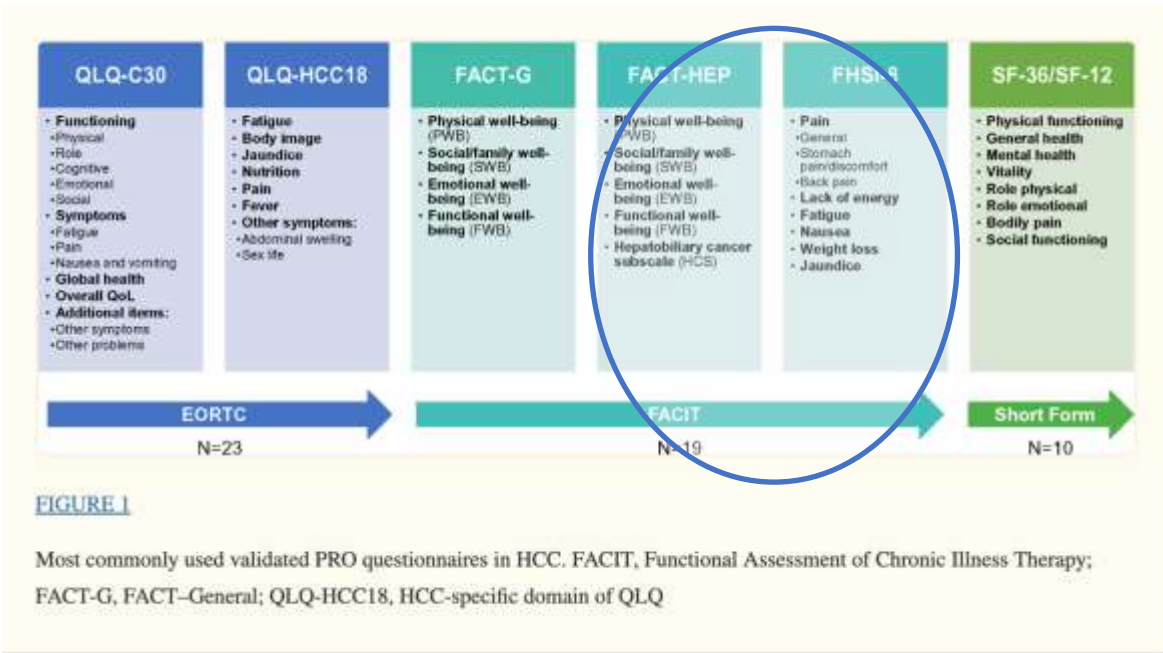 QLQ-C30
• Functioning
•Physical
•Role
•Cognitive
•Emotional
•Social
• Symptoms
•Fatigue
•Pain
•Nausea and vomiting
• Global health
• Overall QoL
• Additional items:
•Other symptoms
•Other problems
QLQ-HCC18
• Fatigue
• Body image
• Jaundice
• Nutrition
• Pain
• Fever
• Other symptoms:
•Abdominal swelling
•Sex life
FACT-G
• Physical well-being
(PWB)
• Social/family well-
being (SWB)
• Emotional well-
being (EWB)
• Functional well-
being (FWB)
FACT-HEP
• Physical well-being
(PWB)
• Social/family well-
being (SWB)
• Emotional well-
being (EWB)
• Functional well-
being (FWB)
• Hepatobiliary cancer
subscale (HCS)
FHSI-8
• Pain
•General
•Stomach
pain/discomfort
•Back pain
• Lack of energy
• Fatigue
• Nausea
• Weight loss
• Jaundice
SF-36/SF-12
• Physical functioning
• General health
• Mental health
• Vitality
• Role physical
• Role emotional
• Bodily pain
• Social functioning
EORTC
FACIT
Short Form
N=23
N=19
N=10
FIGURE 1
Most commonly used validated PRO questionnaires in HCC. FACIT, Functional Assessment of Chronic Illness Therapy;
FACT-G, FACT–General; QLQ-HCC18, HCC-specific domain of QLQ